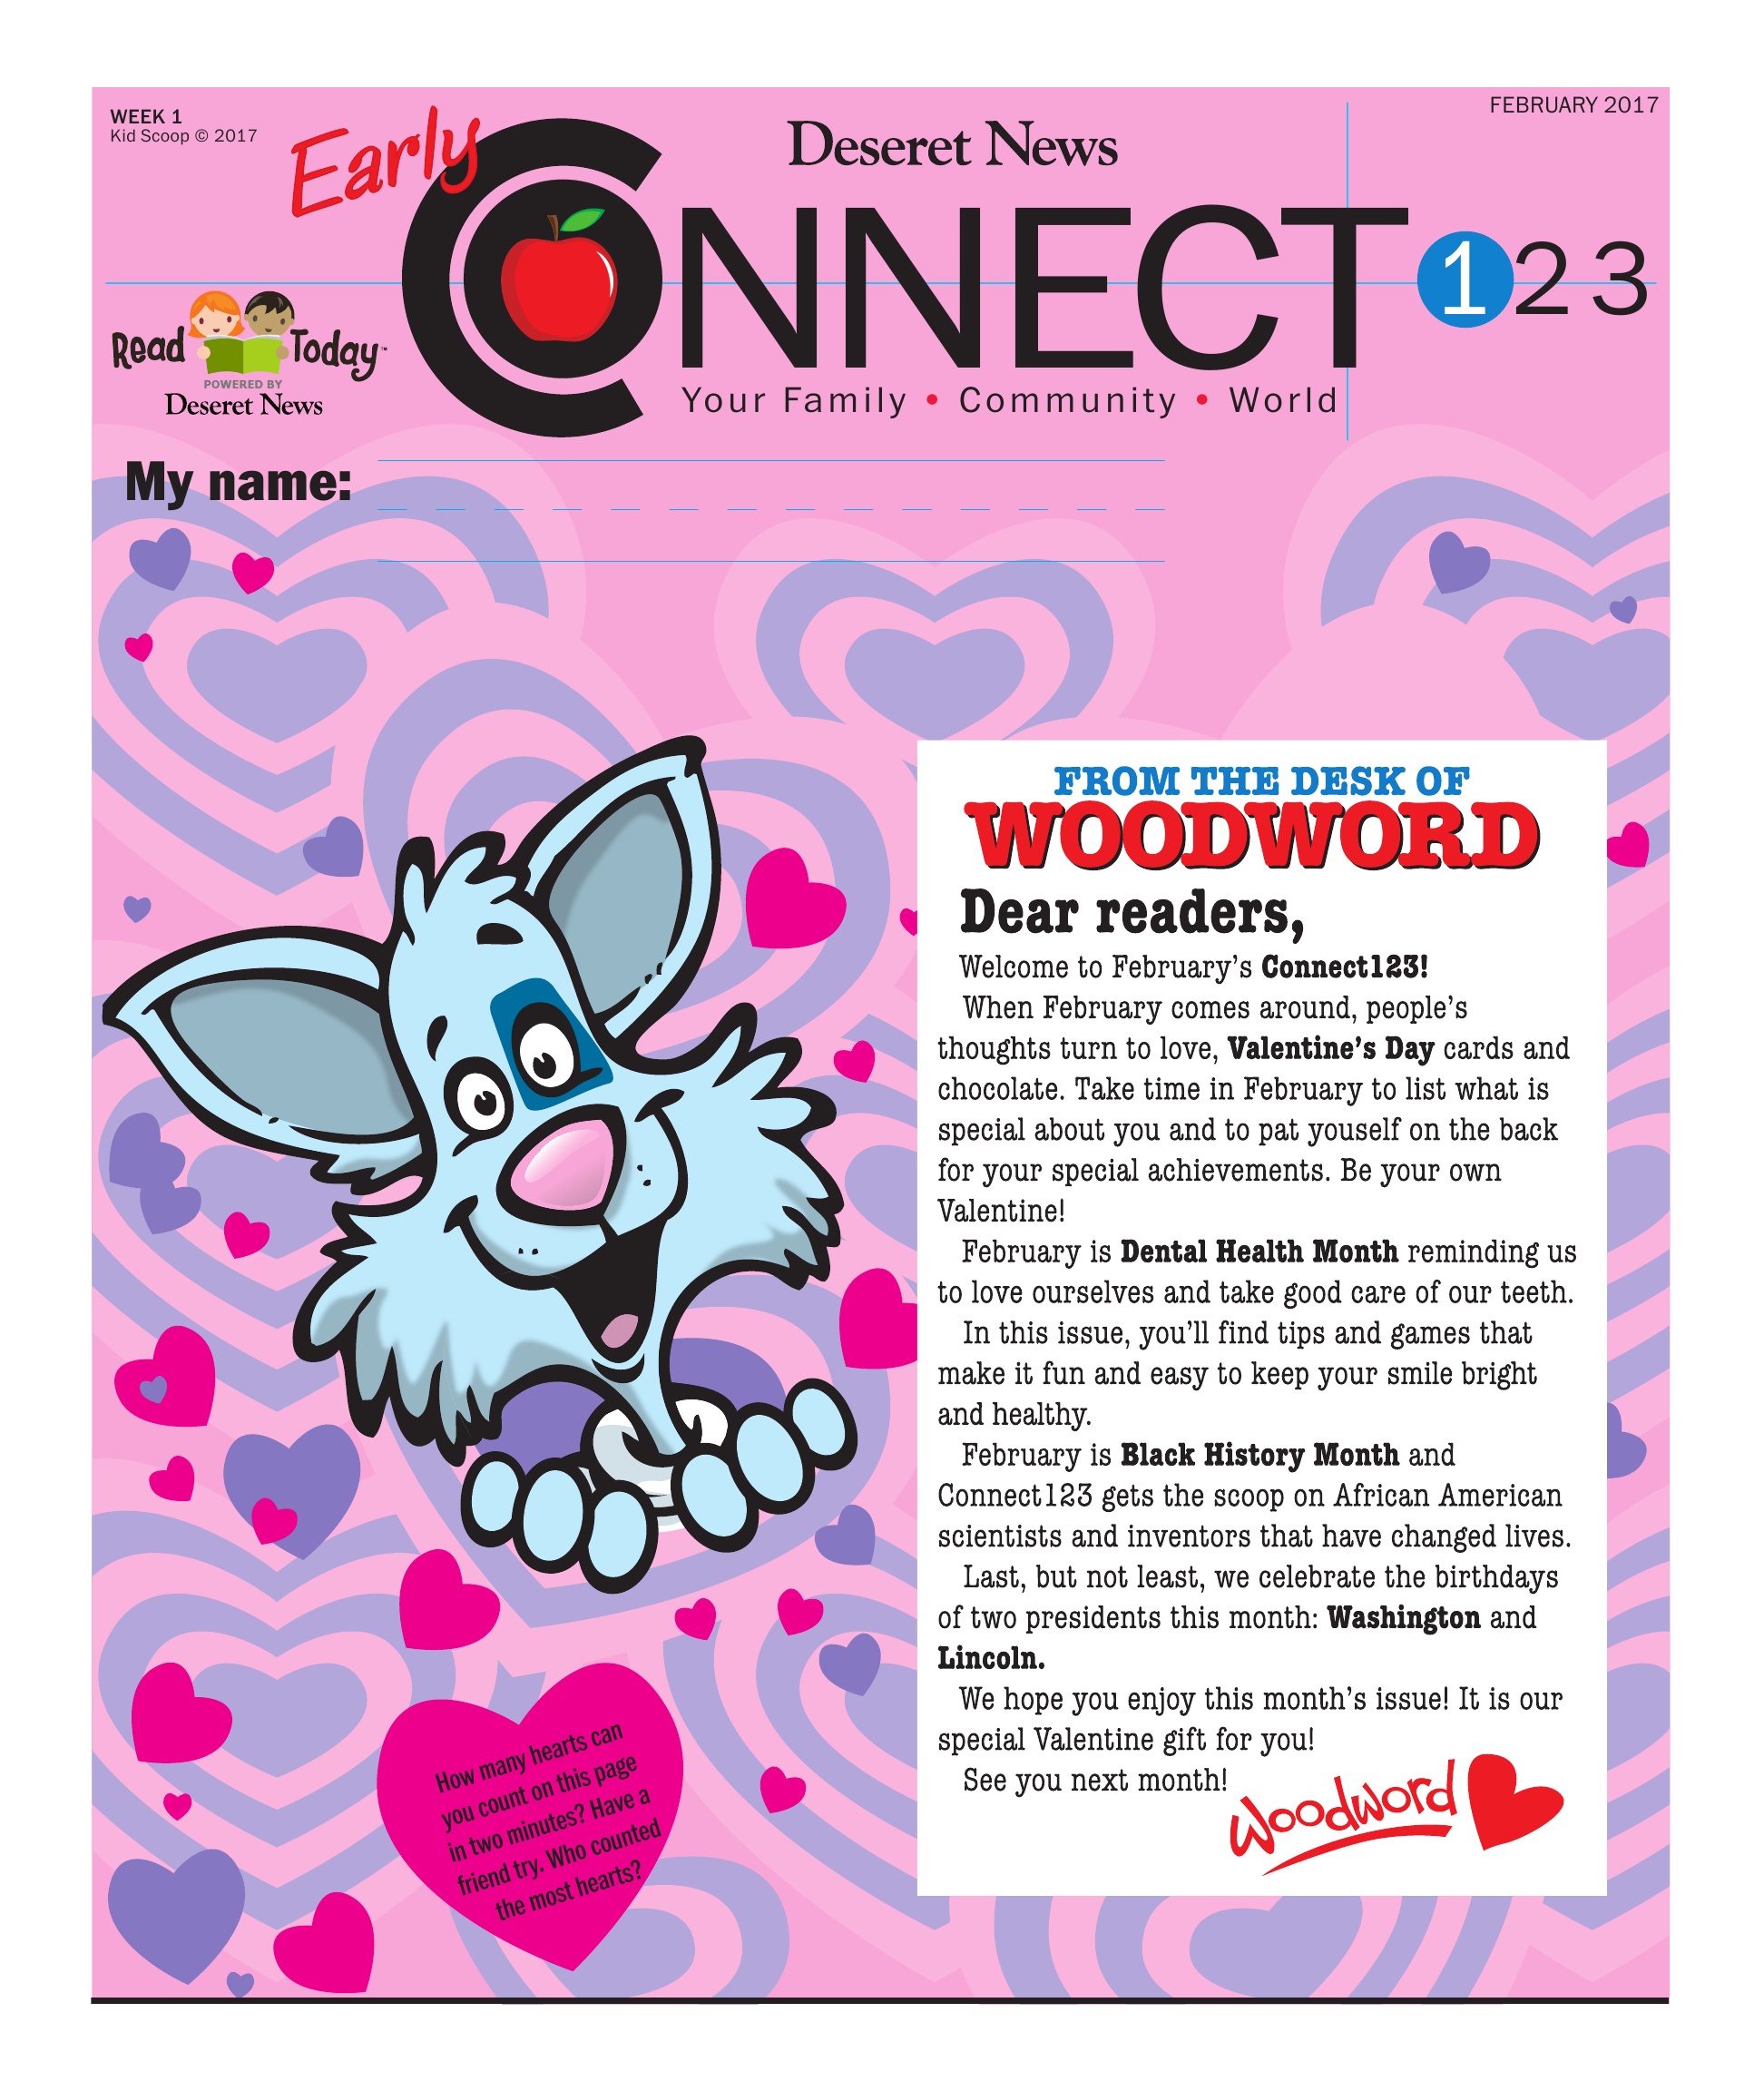 WEEK 1
Kid Scoop © 2017
FEBRUARY 2017
Early
Deseret News
CONNECT 1 2 3
Your Family • Community • World
Read Today™
POWERED BY
Deseret News
My name:
FROM THE DESK OF
WOODWORD
Dear readers,
Welcome to February's Connect123!
When February comes around, people's
thoughts turn to love, Valentine's Day cards and
chocolate. Take time in February to list what is
special about you and to pat youself on the back
for your special achievements. Be your own
Valentine!
February is Dental Health Month reminding us
to love ourselves and take good care of our teeth.
In this issue, you'll find tips and games that
make it fun and easy to keep your smile bright
and healthy.
February is Black History Month and
Connect123 gets the scoop on African American
scientists and inventors that have changed lives.
Last, but not least, we celebrate the birthdays
of two presidents this month: Washington and
Lincoln.
We hope you enjoy this month's issue! It is our
special Valentine gift for you!
See you next month!
Woodword
How many hearts can
you count on this page
in two minutes? Have a
friend try. Who counted
the most hearts?